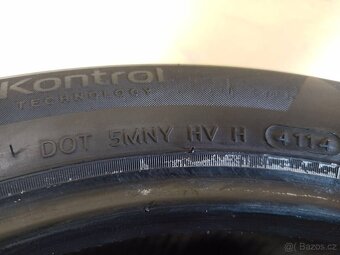 Kontrol
TECHNOLOGY
DOT 5MNY HV H 4114
Bazos.cz